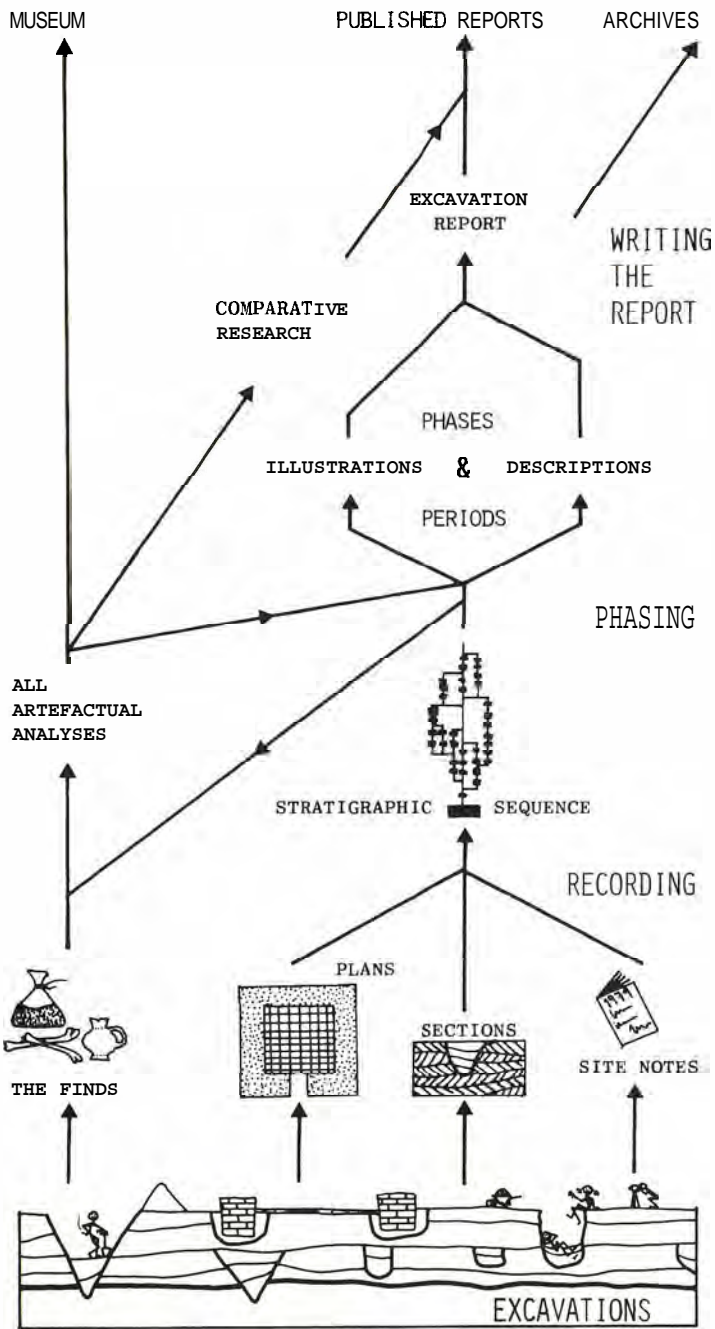 MUSEUM
PUBLISHED REPORTS
ARCHIVES
EXCAVATION
REPORT
WRITING
THE
REPORT
COMPARATIVE
RESEARCH
PHASES
ILLUSTRATIONS & DESCRIPTIONS
PERIODS
PHASING
ALL
ARTEFACTUAL
ANALYSES
STRATIGRAPHIC SEQUENCE
RECORDING
PLANS
1979
SECTIONS
SITE NOTES
THE FINDS
EXCAVATIONS